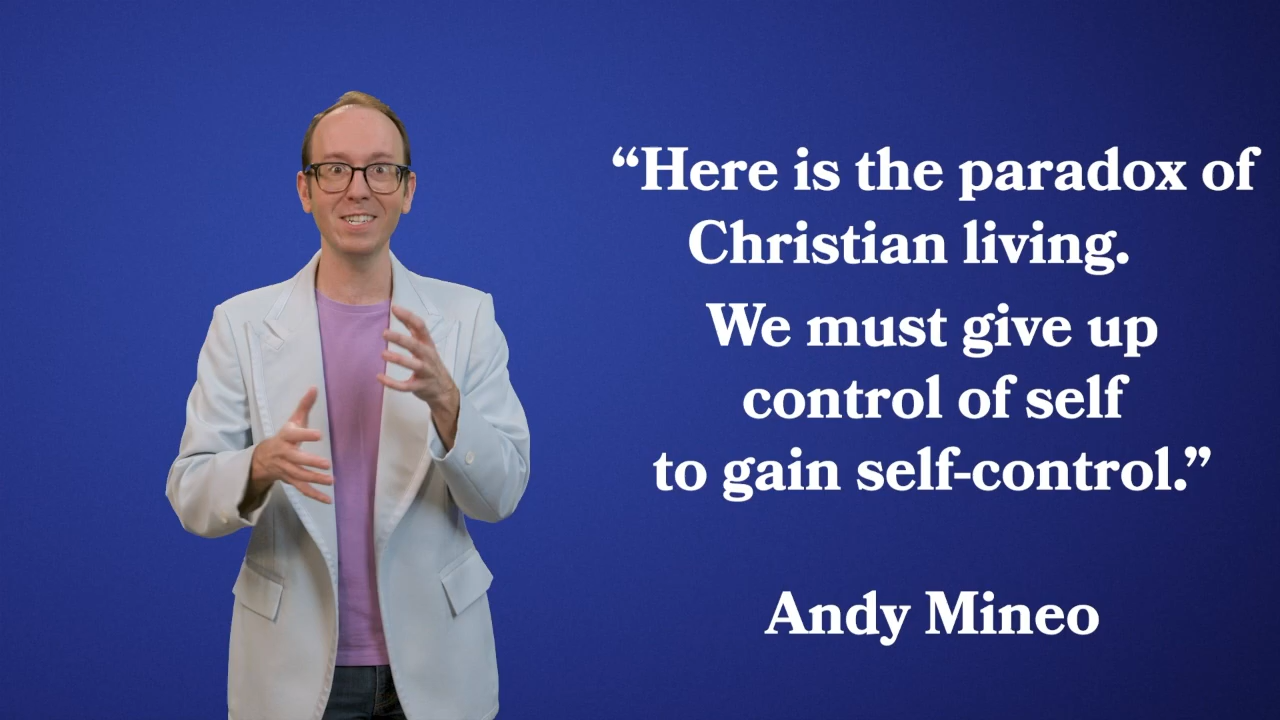 “Here is the paradox of
Christian living.
We must give up
control of self
to gain self-control.”
Andy Mineo